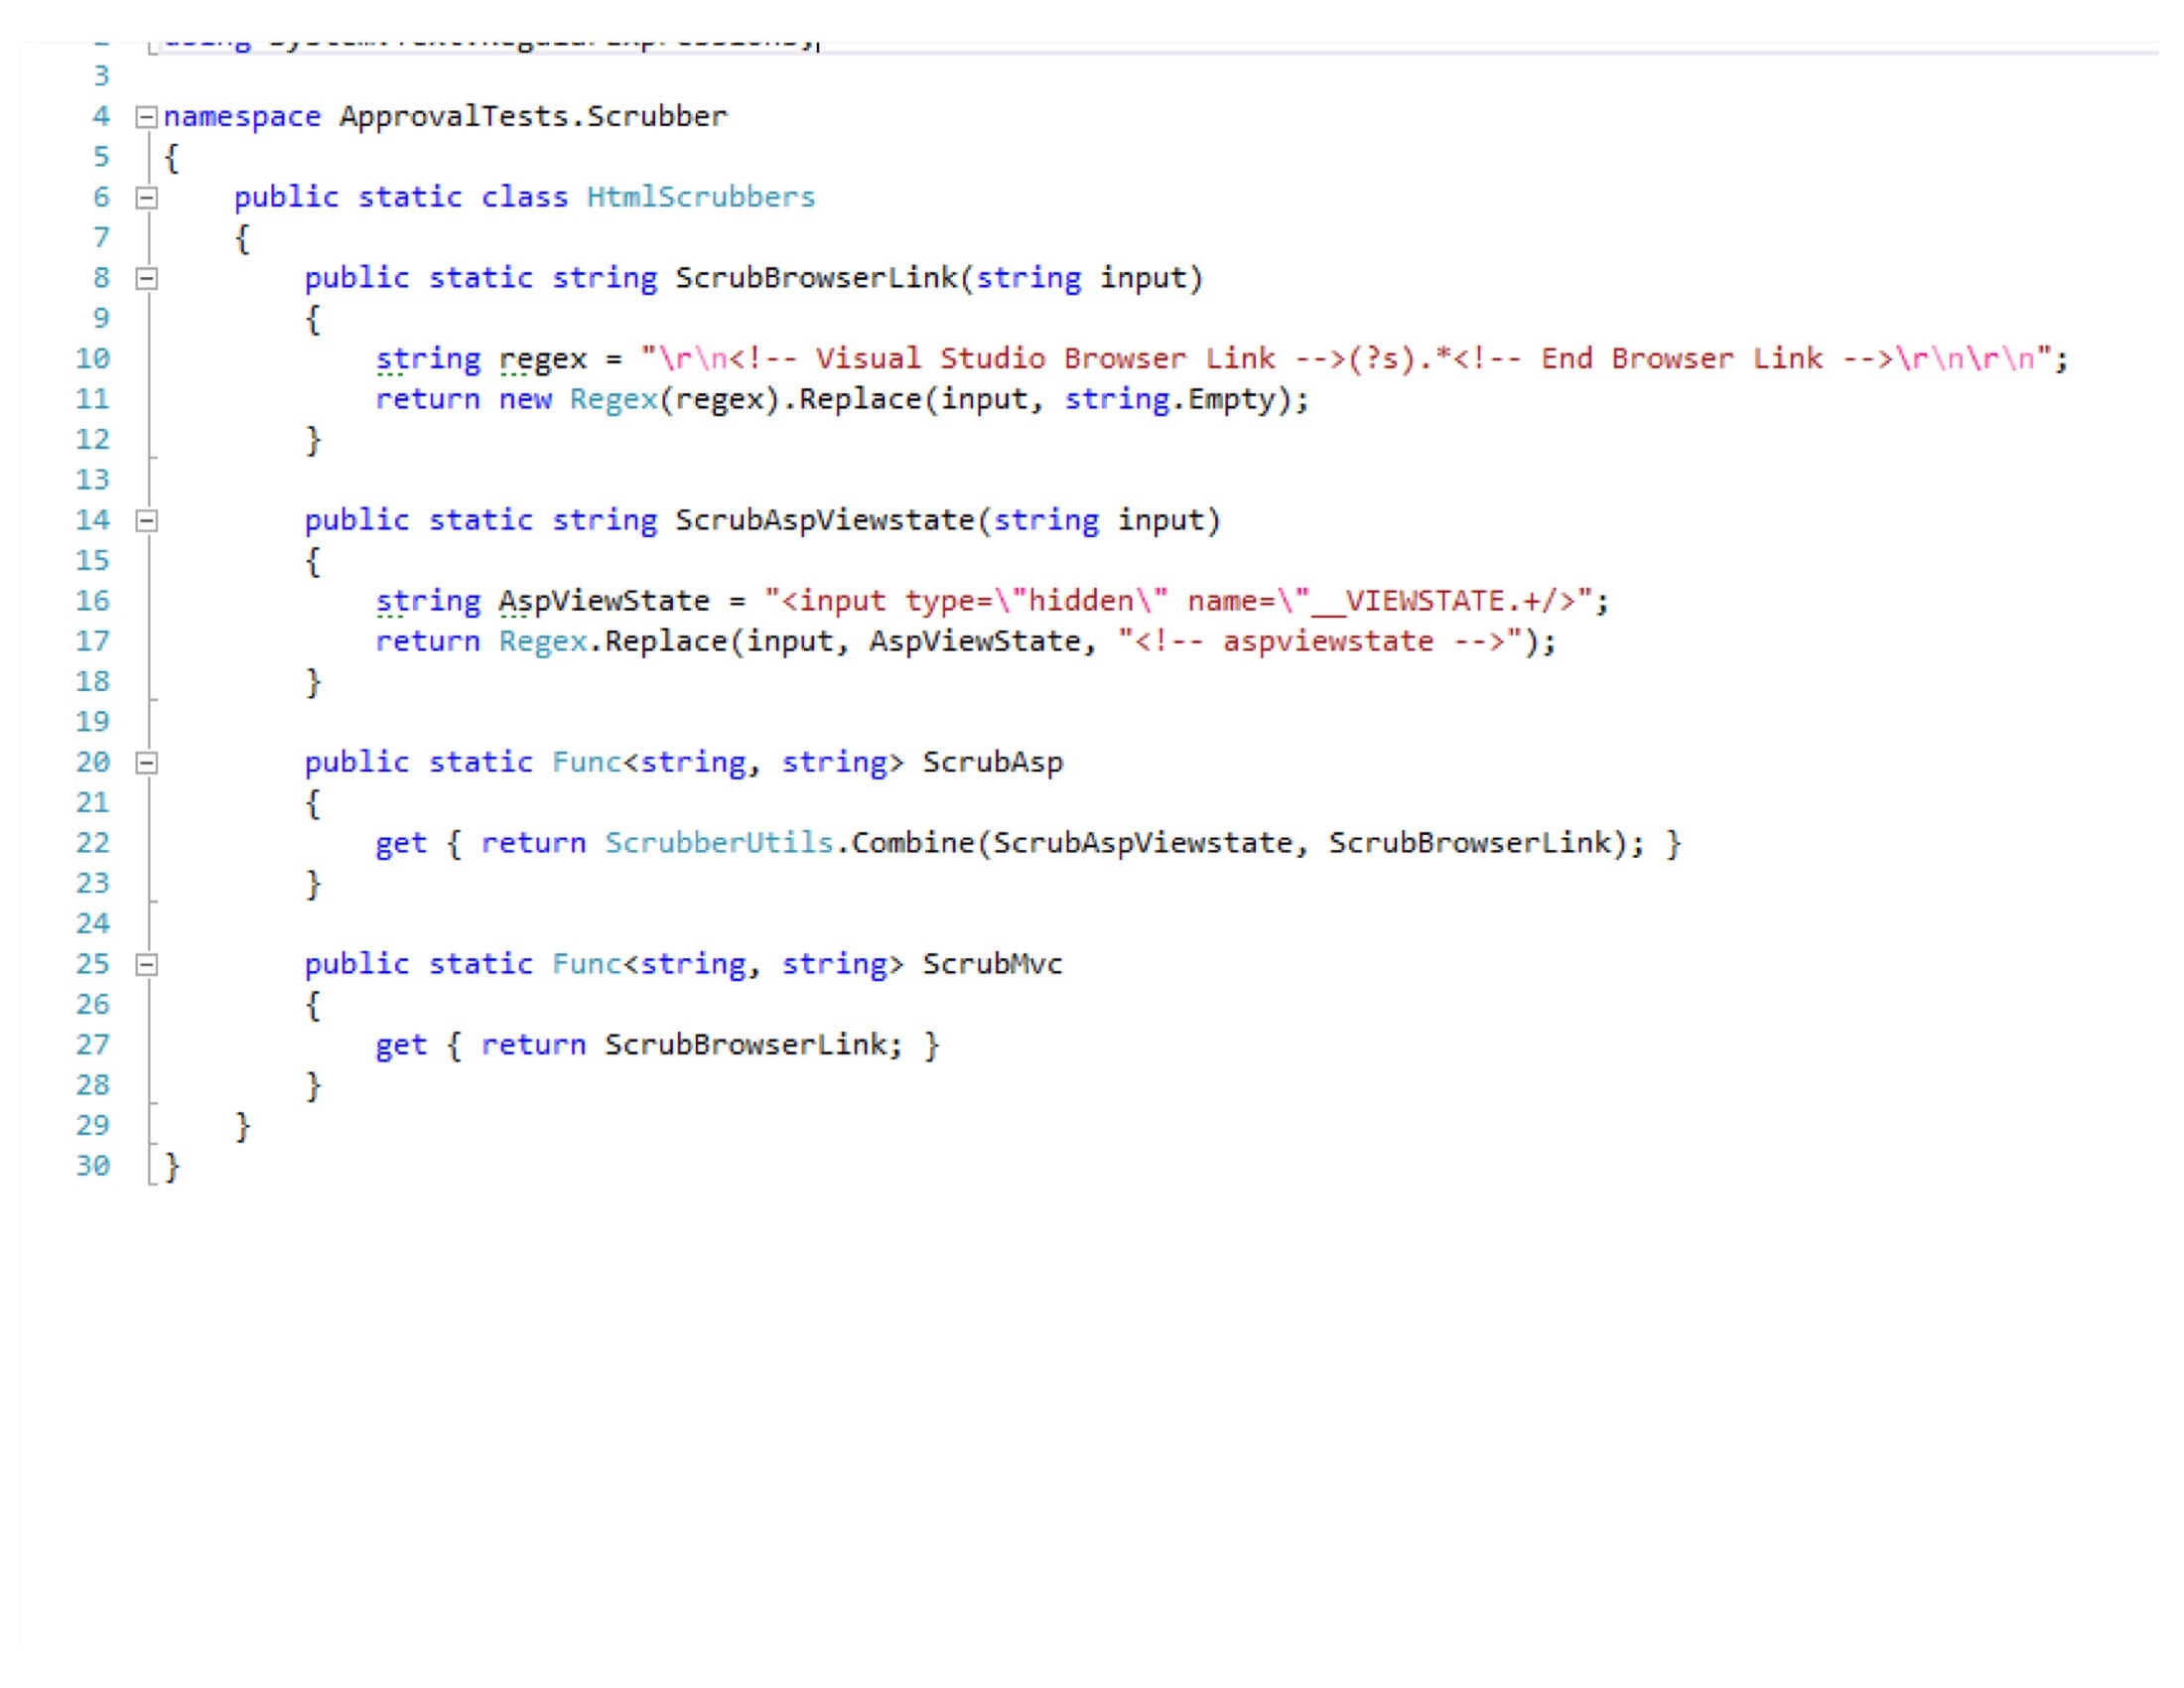 using System.Text.RegularExpressions;
3
4 namespace ApprovalTests.Scrubber
5 {
6     public static class HtmlScrubbers
7     {
8         public static string ScrubBrowserLink(string input)
9         {
10             string regex = "\r\n<!-- Visual Studio Browser Link -->(?s).*<!-- End Browser Link -->\r\n\r\n";
11             return new Regex(regex).Replace(input, string.Empty);
12         }
13
14         public static string ScrubAspViewstate(string input)
15         {
16             string AspViewState = "<input type=\"hidden\" name=\"__VIEWSTATE.+/>";
17             return Regex.Replace(input, AspViewState, "<!-- aspviewstate -->");
18         }
19
20         public static Func<string, string> ScrubAsp
21         {
22             get { return ScrubberUtils.Combine(ScrubAspViewstate, ScrubBrowserLink); }
23         }
24
25         public static Func<string, string> ScrubMvc
26         {
27             get { return ScrubBrowserLink; }
28         }
29     }
30 }